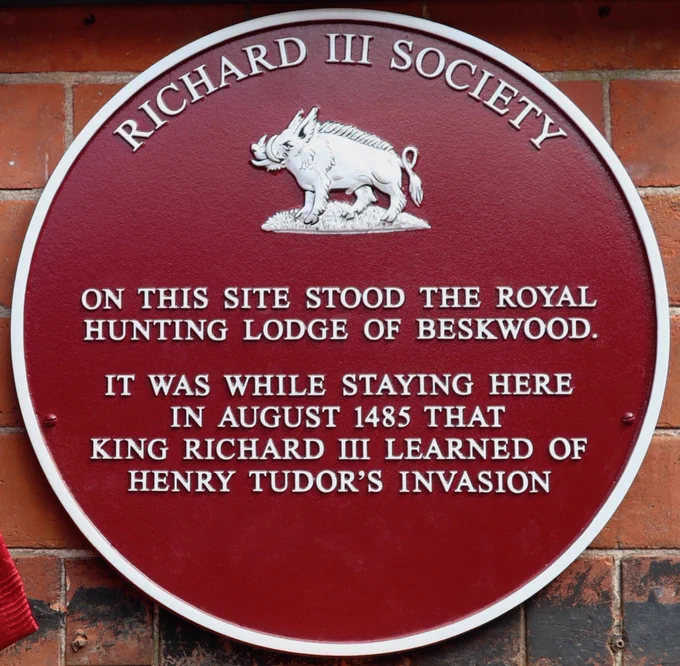 RICHARD III SOCIETY
ON THIS SITE STOOD THE ROYAL
HUNTING LODGE OF BESKWOOD.
IT WAS WHILE STAYING HERE
IN AUGUST 1485 THAT
KING RICHARD III LEARNED OF
HENRY TUDOR'S INVASION